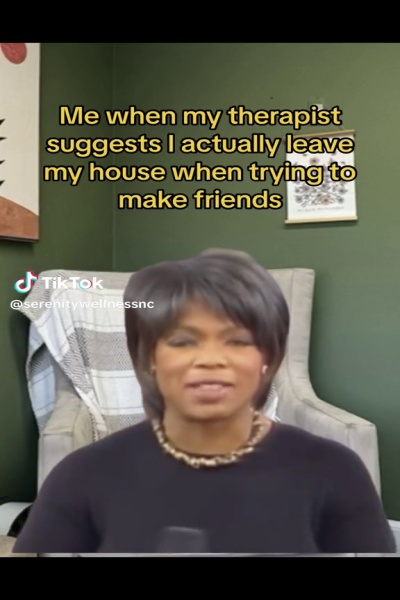 Me when my therapist
suggests I actually leave
my house when trying to
make friends
TikTok
@serenitywellnessnc